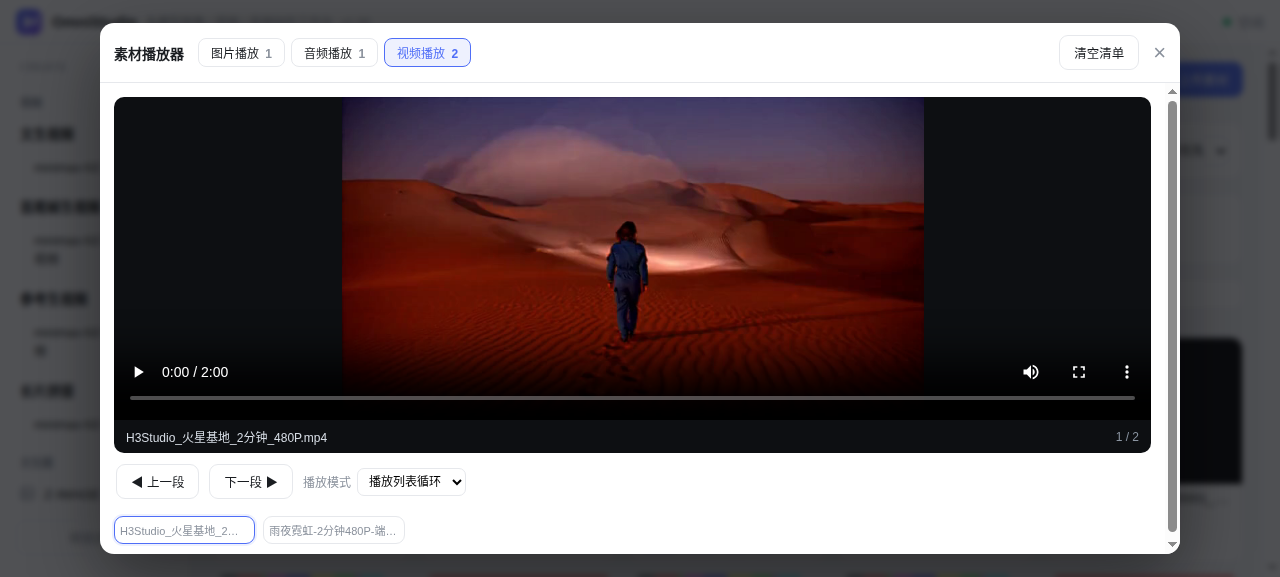 素材播放器
图片播放 1
音频播放 1
视频播放 2
清空清单
0:00 / 2:00
H3Studio_火星基地_2分钟_480P.mp4
1 / 2
◀ 上一段
下一段 ▶
播放模式
播放列表循环
H3Studio_火星基地_2...
雨夜霓虹-2分钟480P-端...